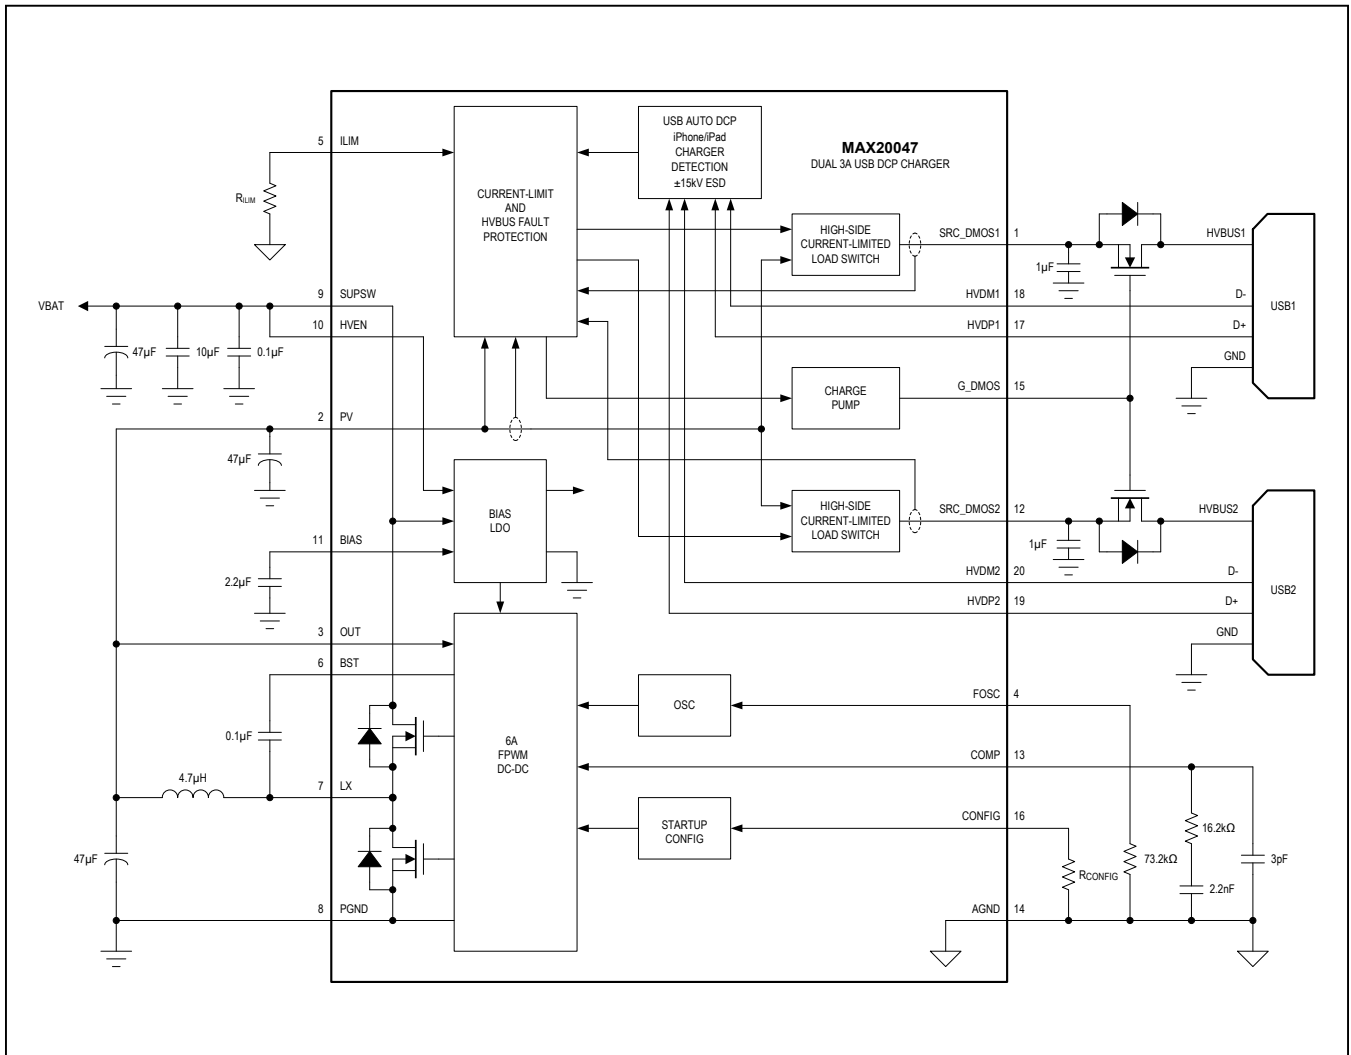 USB AUTO DCP
iPhone/iPad
CHARGER
DETECTION
±15kV ESD
MAX20047
DUAL 3A USB DCP CHARGER
5 ILIM
RILIM
CURRENT-LIMIT
AND
HVBUS FAULT
PROTECTION
HIGH-SIDE
CURRENT-LIMITED
LOAD SWITCH
SRC_DMOS1 1
1µF
HVBUS1
HVDM1 18
D-
HVDP1 17
D+
GND
USB1
VBAT
9 SUPSW
10 HVEN
47µF
10µF
0.1µF
CHARGE
PUMP
G_DMOS 15
2 PV
47µF
BIAS
LDO
HIGH-SIDE
CURRENT-LIMITED
LOAD SWITCH
SRC_DMOS2 12
1µF
HVBUS2
11 BIAS
2.2µF
HVDM2 20
D-
HVDP2 19
D+
GND
USB2
3 OUT
6 BST
0.1µF
4.7µH
7 LX
6A
FPWM
DC-DC
OSC
FOSC 4
COMP 13
STARTUP
CONFIG
CONFIG 16
16.2kΩ
73.2kΩ
3pF
RCONFIG
2.2nF
47µF
8 PGND
AGND 14